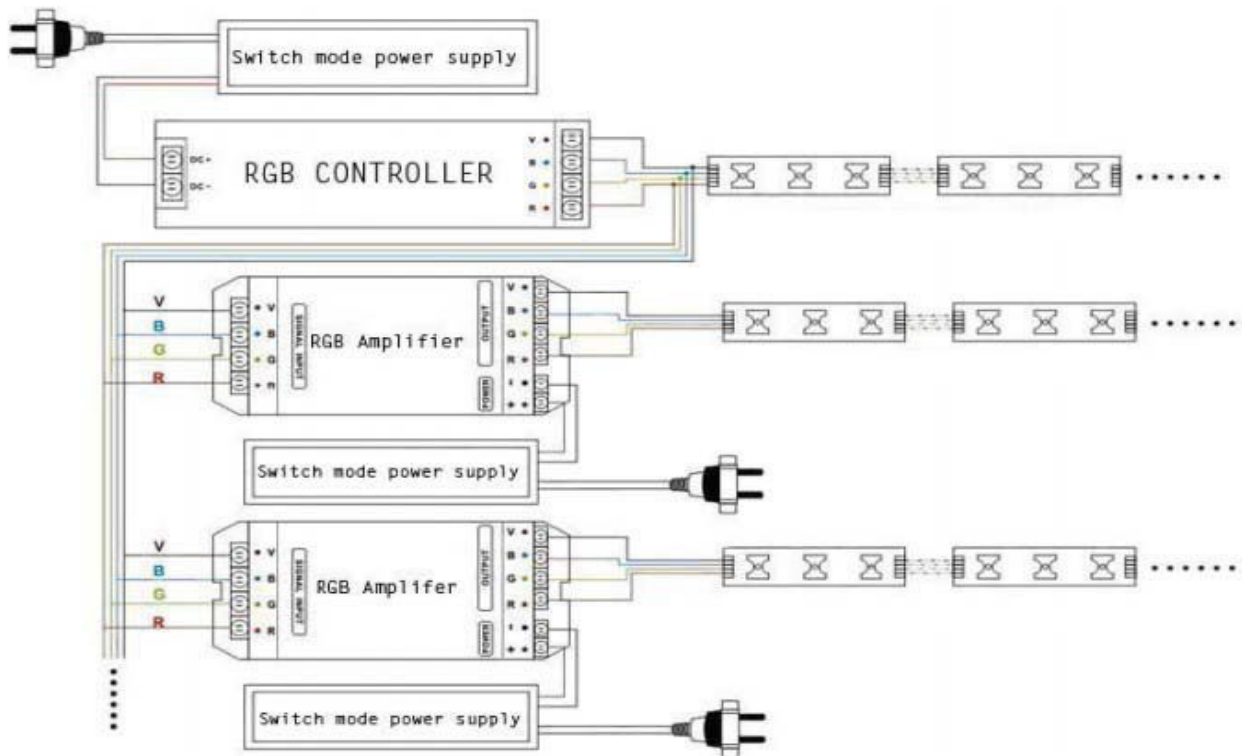 Switch mode power supply
RGB CONTROLLER
DC+
DC-
V
B
G
R
V
B
G
R
V
B
G
R
SIGNAL INPUT
RGB Amplifier
OUTPUT
V
B
G
R
POWER
-
+
Switch mode power supply
V
B
G
R
V
B
G
R
SIGNAL INPUT
RGB Amplifer
OUTPUT
V
B
G
R
POWER
-
+
Switch mode power supply